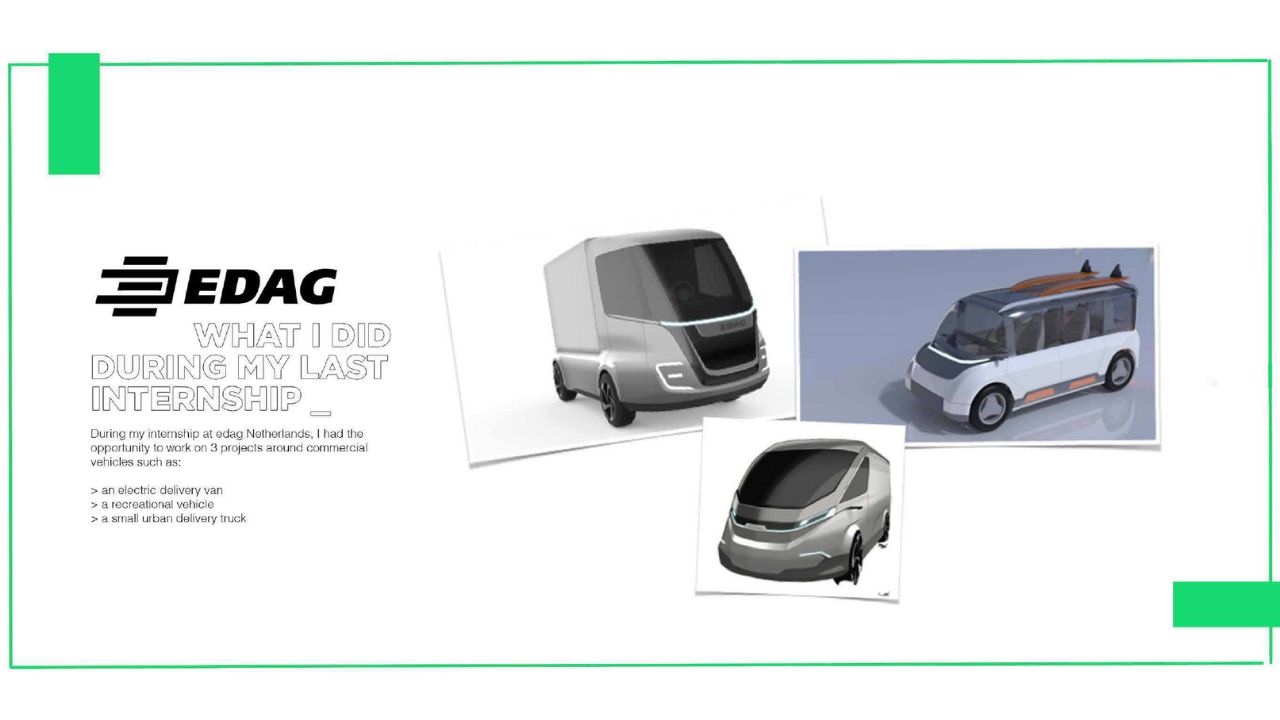 EDAG
WHAT I DID
DURING MY LAST
INTERNSHIP _
During my internship at edag Netherlands, I had the
opportunity to work on 3 projects around commercial
vehicles such as:
> an electric delivery van
> a recreational vehicle
> a small urban delivery truck
EDAG